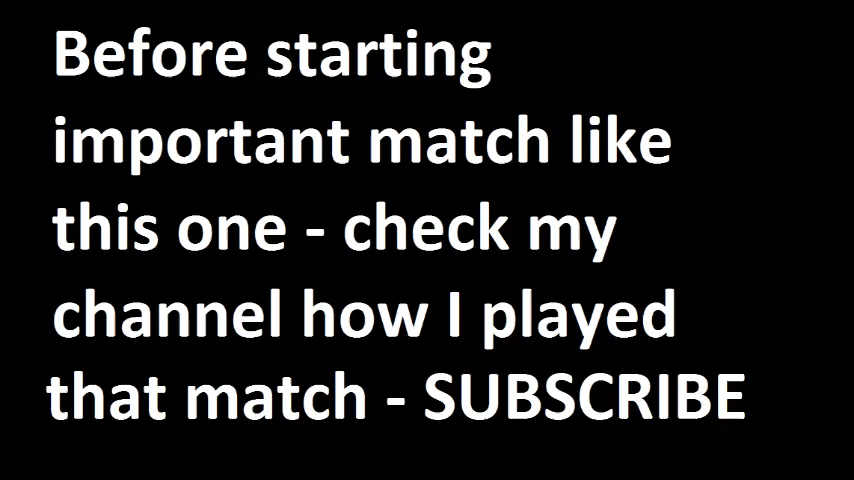 Before starting
important match like
this one - check my
channel how I played
that match - SUBSCRIBE